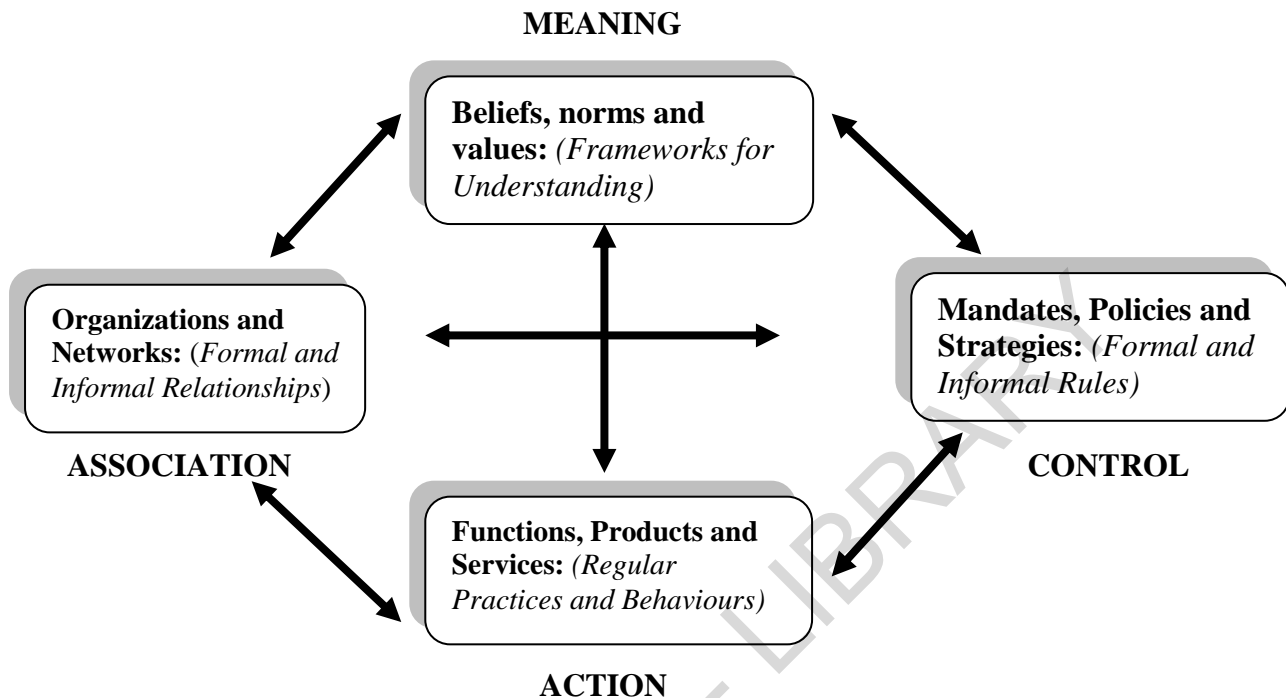 MEANING
Beliefs, norms and
values: (Frameworks for
Understanding)
Organizations and
Networks: (Formal and
Informal Relationships)
Mandates, Policies and
Strategies: (Formal and
Informal Rules)
ASSOCIATION
CONTROL
Functions, Products and
Services: (Regular
Practices and Behaviours)
ACTION
LIBRARY